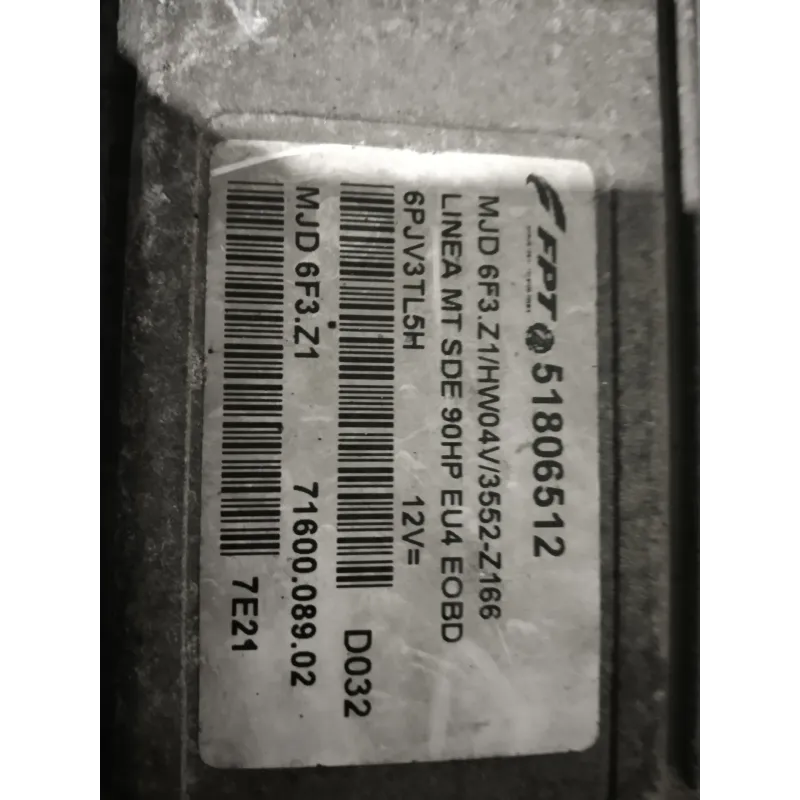 FPT 51806512
MJD 6F3.Z1/HW04V/3552-Z166
LINEA MT SDE 90HP EU4 EOBD
6PJV3TL5H 12V=
D032
MJD 6F3.Z1 71600.089.02
7E21